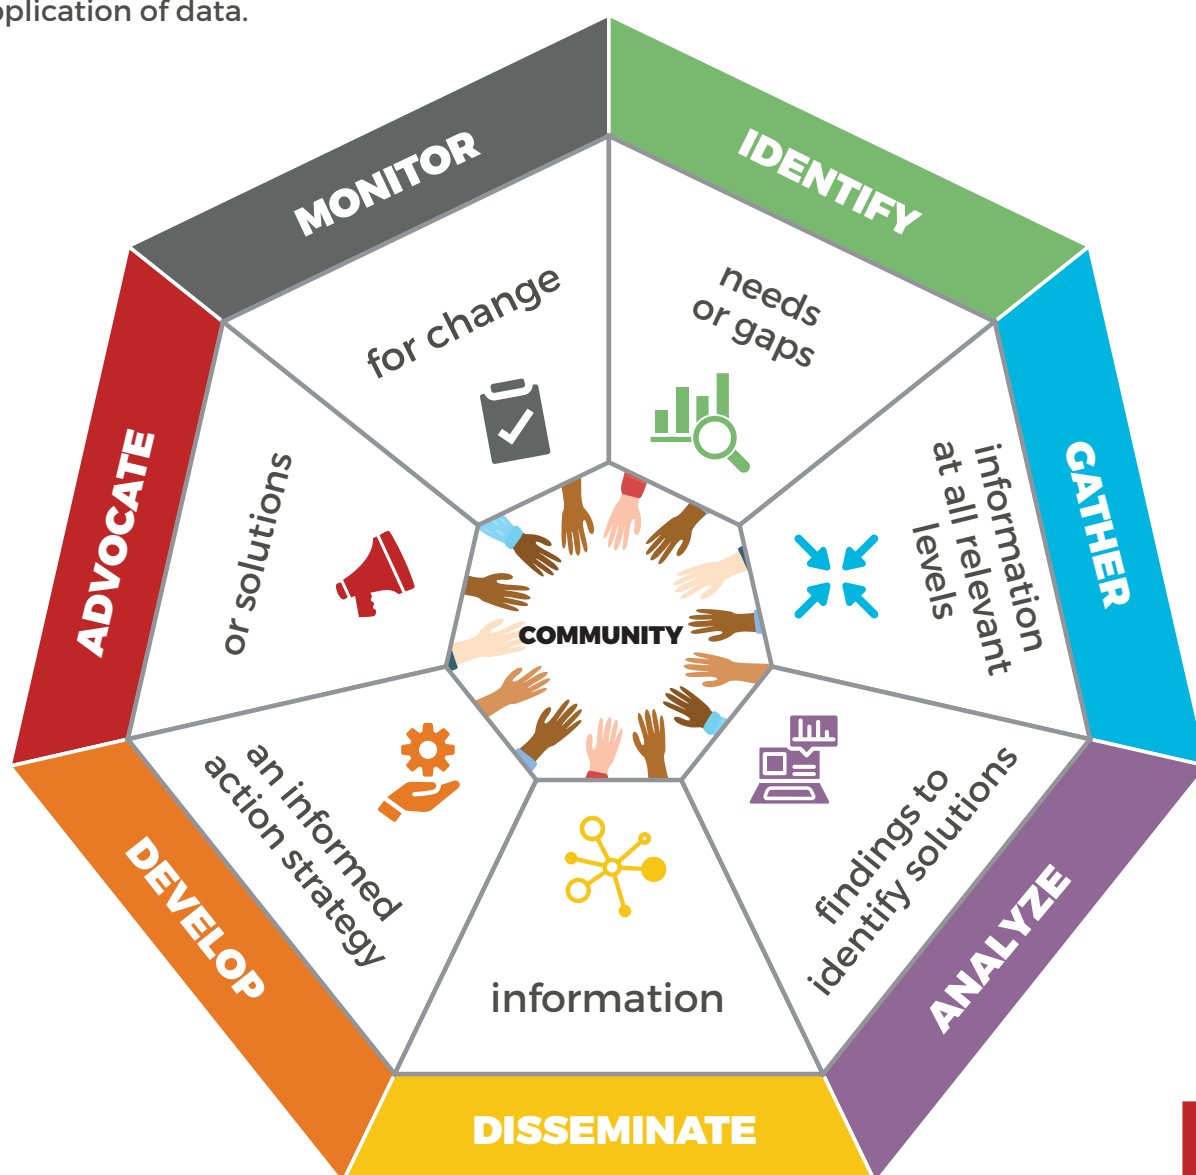 plication of data.
MONITOR
for change
IDENTIFY
needs
or gaps
GATHER
information
at all relevant
levels
ANALYZE
findings to
identify solutions
DISSEMINATE
information
DEVELOP
an informed
action strategy
ADVOCATE
or solutions
COMMUNITY